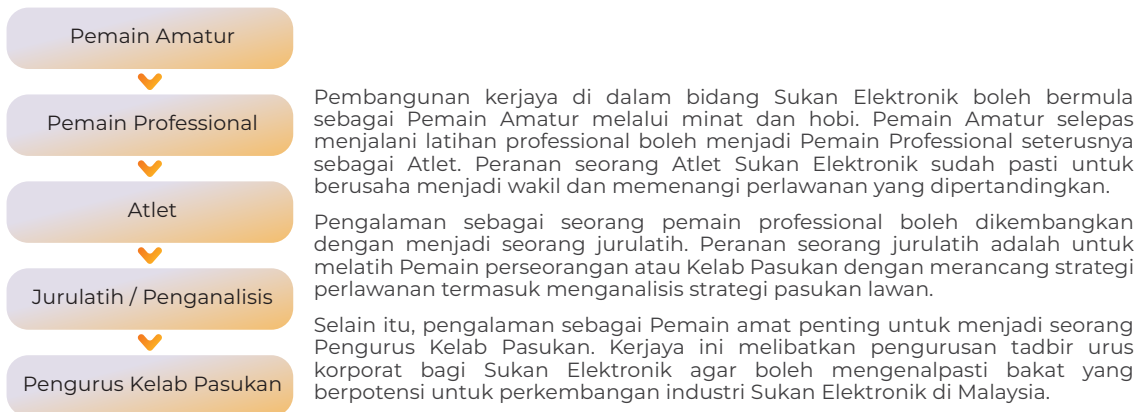 Pemain Amatur
Pemain Professional
Atlet
Jurulatih / Penganalisis
Pengurus Kelab Pasukan
Pembangunan kerjaya di dalam bidang Sukan Elektronik boleh bermula
sebagai Pemain Amatur melalui minat dan hobi. Pemain Amatur selepas
menjalani latihan professional boleh menjadi Pemain Professional seterusnya
sebagai Atlet. Peranan seorang Atlet Sukan Elektronik sudah pasti untuk
berusaha menjadi wakil dan memenangi perlawanan yang dipertandingkan.
Pengalaman sebagai seorang pemain professional boleh dikembangkan
dengan menjadi seorang jurulatih. Peranan seorang jurulatih adalah untuk
melatih Pemain perseorangan atau Kelab Pasukan dengan merancang strategi
perlawanan termasuk menganalisis strategi pasukan lawan.
Selain itu, pengalaman sebagai Pemain amat penting untuk menjadi seorang
Pengurus Kelab Pasukan. Kerjaya ini melibatkan pengurusan tadbir urus
korporat bagi Sukan Elektronik agar boleh mengenalpasti bakat yang
berpotensi untuk perkembangan industri Sukan Elektronik di Malaysia.